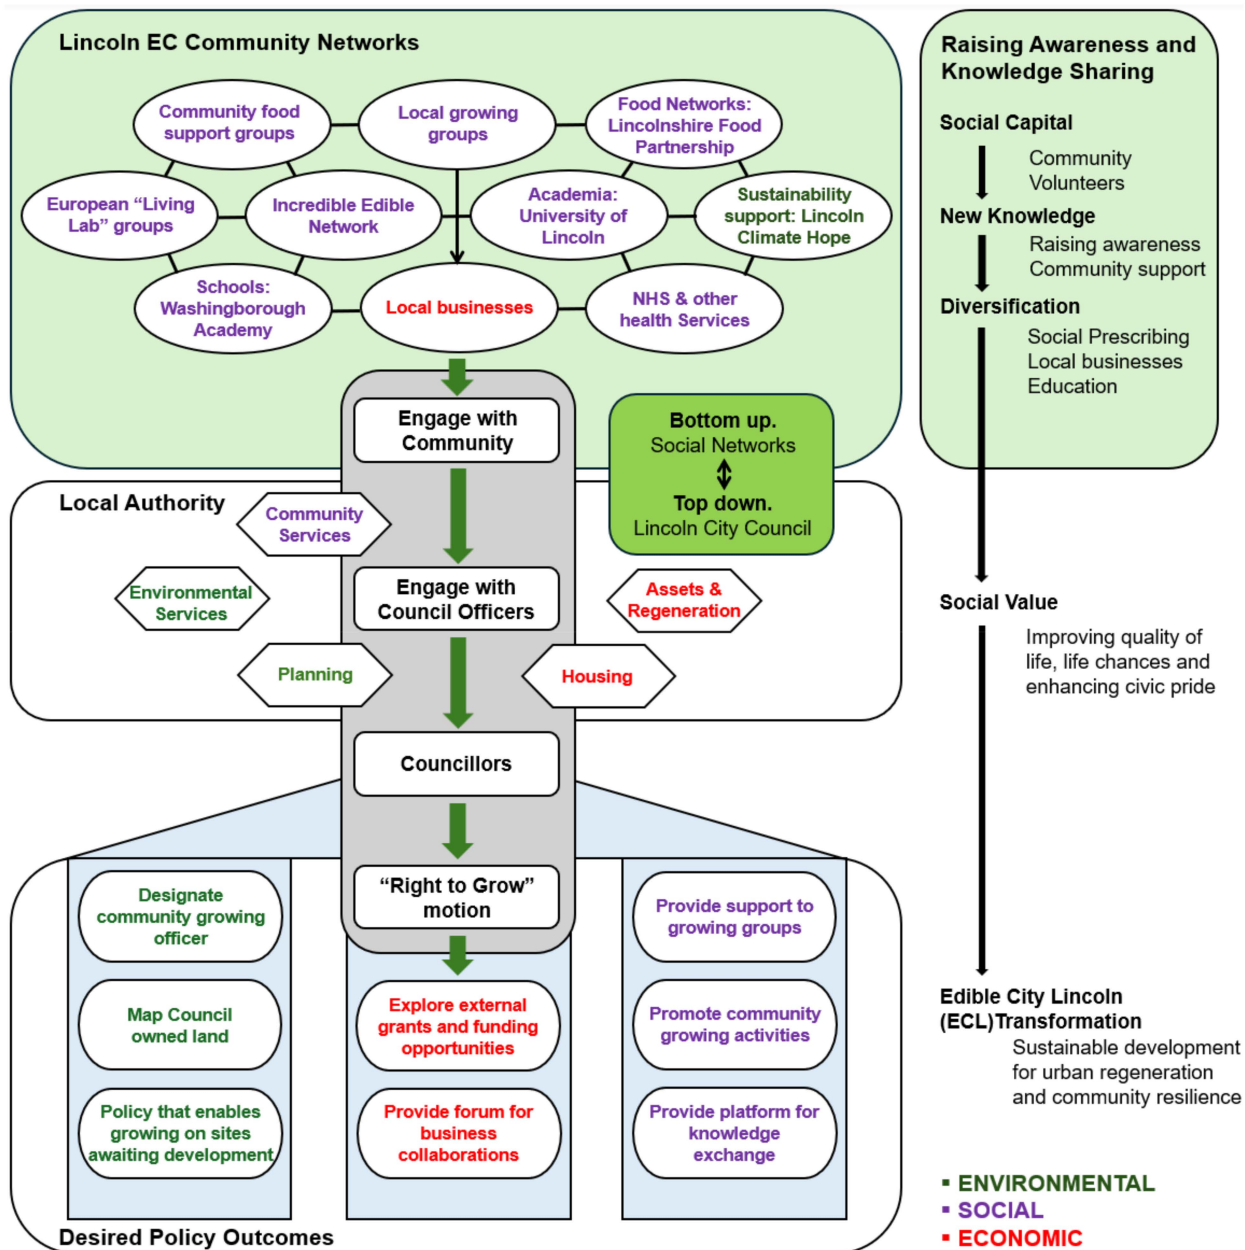 Lincoln EC Community Networks
Community food
support groups
Local growing
groups
Food Networks:
Lincolnshire Food
Partnership
European “Living
Lab” groups
Incredible Edible
Network
Academia:
University of
Lincoln
Sustainability
support: Lincoln
Climate Hope
Schools:
Washingborough
Academy
Local businesses
NHS & other
health Services
Engage with
Community
Bottom up.
Social Networks
Top down.
Lincoln City Council
Local Authority
Community
Services
Environmental
Services
Engage with
Council Officers
Assets &
Regeneration
Planning
Housing
Councillors
“Right to Grow”
motion
Designate
community growing
officer
Map Council
owned land
Policy that enables
growing on sites
awaiting development
Explore external
grants and funding
opportunities
Provide forum for
business
collaborations
Provide support to
growing groups
Promote community
growing activities
Provide platform for
knowledge
exchange
Desired Policy Outcomes
Raising Awareness and
Knowledge Sharing
Social Capital
Community
Volunteers
New Knowledge
Raising awareness
Community support
Diversification
Social Prescribing
Local businesses
Education
Social Value
Improving quality of
life, life chances and
enhancing civic pride
Edible City Lincoln
(ECL)Transformation
Sustainable development
for urban regeneration
and community resilience
▪ ENVIRONMENTAL
▪ SOCIAL
▪ ECONOMIC